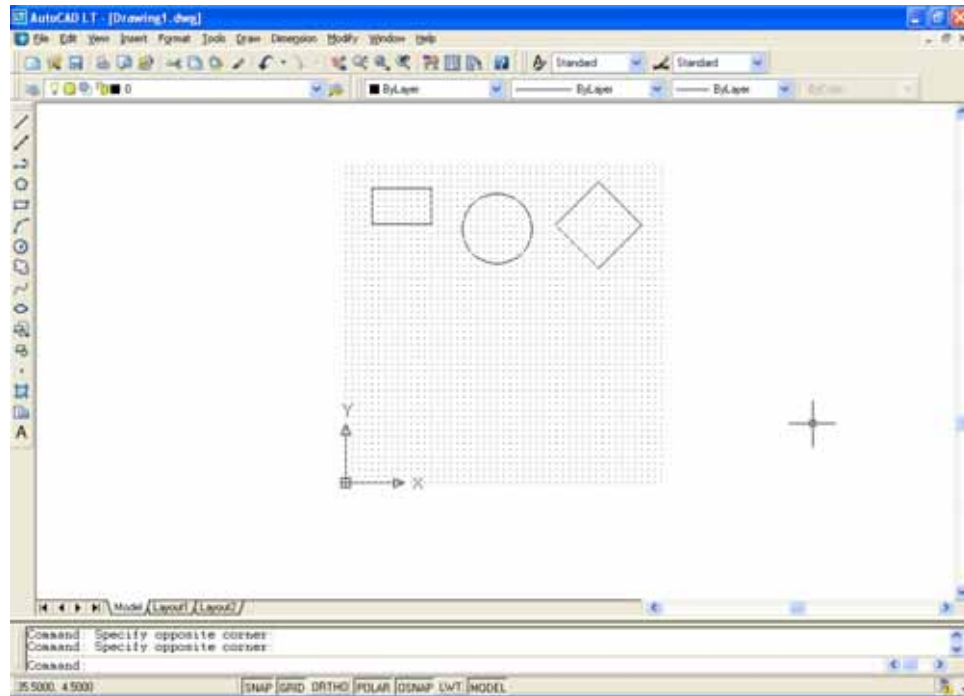 AutoCAD LT - [Drawing1.dwg]
File Edit View Insert Format Tools Draw Dimension Modify Window Help
Standard Standard
0 ByLayer ByLayer ByLayer ByColor
A
Y
X
Model Layout1 Layout2
Command: Specify opposite corner:
Command: Specify opposite corner:
Command:
35.5000, 4.5000 SNAP GRID ORTHO POLAR OSNAP LWT MODEL